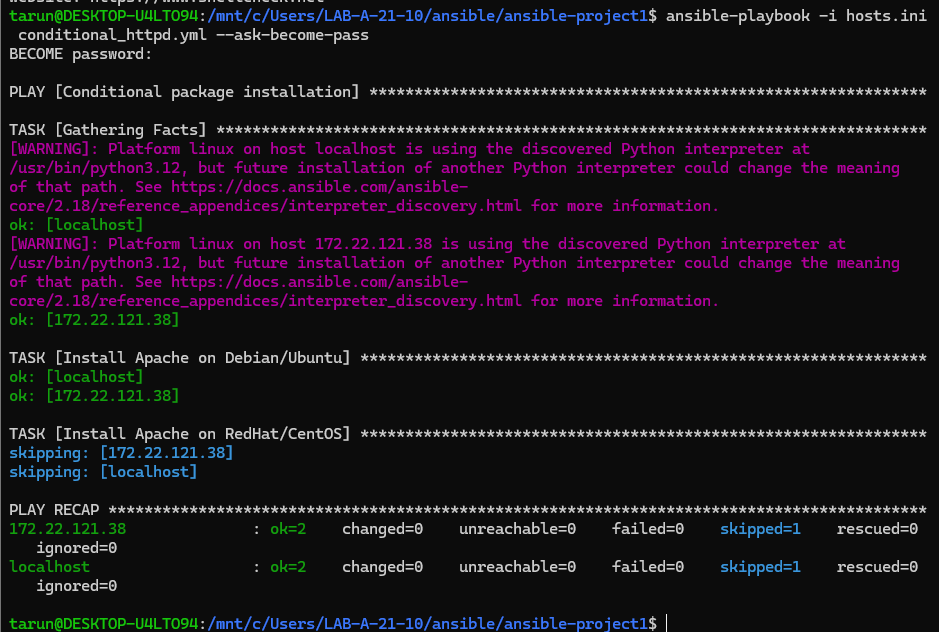 tarun@DESKTOP-U4LTO94:/mnt/c/Users/LAB-A-21-10/ansible/ansible-project1$ ansible-playbook -i hosts.ini
conditional_httpd.yml --ask-become-pass
BECOME password:
PLAY [Conditional package installation] **************************************************************
TASK [Gathering Facts] *******************************************************************************
[WARNING]: Platform linux on host localhost is using the discovered Python interpreter at
/usr/bin/python3.12, but future installation of another Python interpreter could change the meaning
of that path. See https://docs.ansible.com/ansible-
core/2.18/reference_appendices/interpreter_discovery.html for more information.
ok: [localhost]
[WARNING]: Platform linux on host 172.22.121.38 is using the discovered Python interpreter at
/usr/bin/python3.12, but future installation of another Python interpreter could change the meaning
of that path. See https://docs.ansible.com/ansible-
core/2.18/reference_appendices/interpreter_discovery.html for more information.
ok: [172.22.121.38]
TASK [Install Apache on Debian/Ubuntu] ***************************************************************
ok: [localhost]
ok: [172.22.121.38]
TASK [Install Apache on RedHat/CentOS] ***************************************************************
skipping: [172.22.121.38]
skipping: [localhost]
PLAY RECAP *******************************************************************************************
172.22.121.38              : ok=2    changed=0    unreachable=0    failed=0    skipped=1    rescued=0
ignored=0
localhost                  : ok=2    changed=0    unreachable=0    failed=0    skipped=1    rescued=0
ignored=0
tarun@DESKTOP-U4LTO94:/mnt/c/Users/LAB-A-21-10/ansible/ansible-project1$